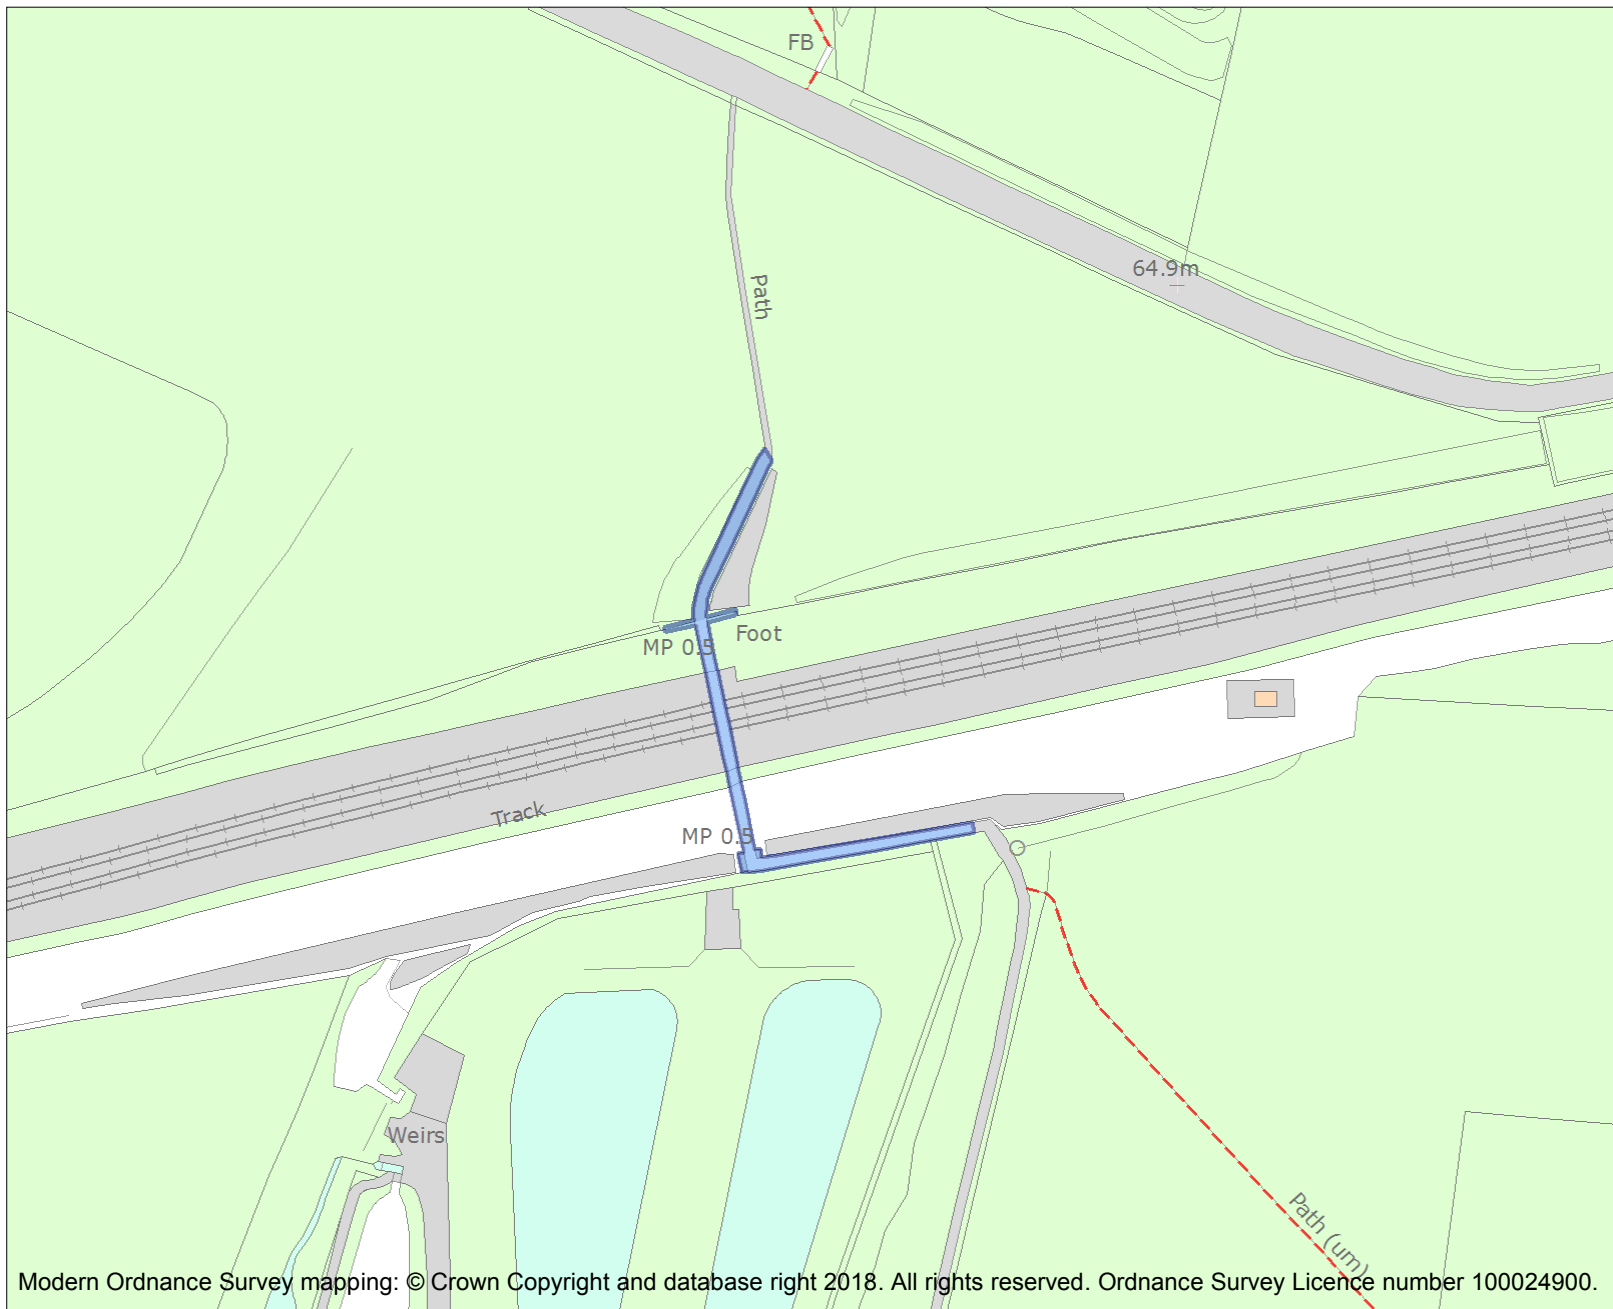 FB
64.9m
Path
Foot
MP 0.5
Track
MP 0.5
Weirs
Path (um)
Modern Ordnance Survey mapping: © Crown Copyright and database right 2018. All rights reserved. Ordnance Survey Licence number 100024900.